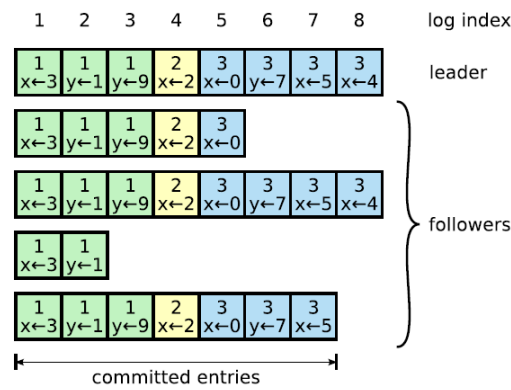 1 2 3 4 5 6 7 8 log index
1 1 1 2 3 3 3 3
x←3 y←1 y←9 x←2 x←0 y←7 x←5 x←4
leader
1 1 1 2 3
x←3 y←1 y←9 x←2 x←0
1 1 1 2 3 3 3 3
x←3 y←1 y←9 x←2 x←0 y←7 x←5 x←4
followers
1 1
x←3 y←1
1 1 1 2 3 3 3
x←3 y←1 y←9 x←2 x←0 y←7 x←5
committed entries